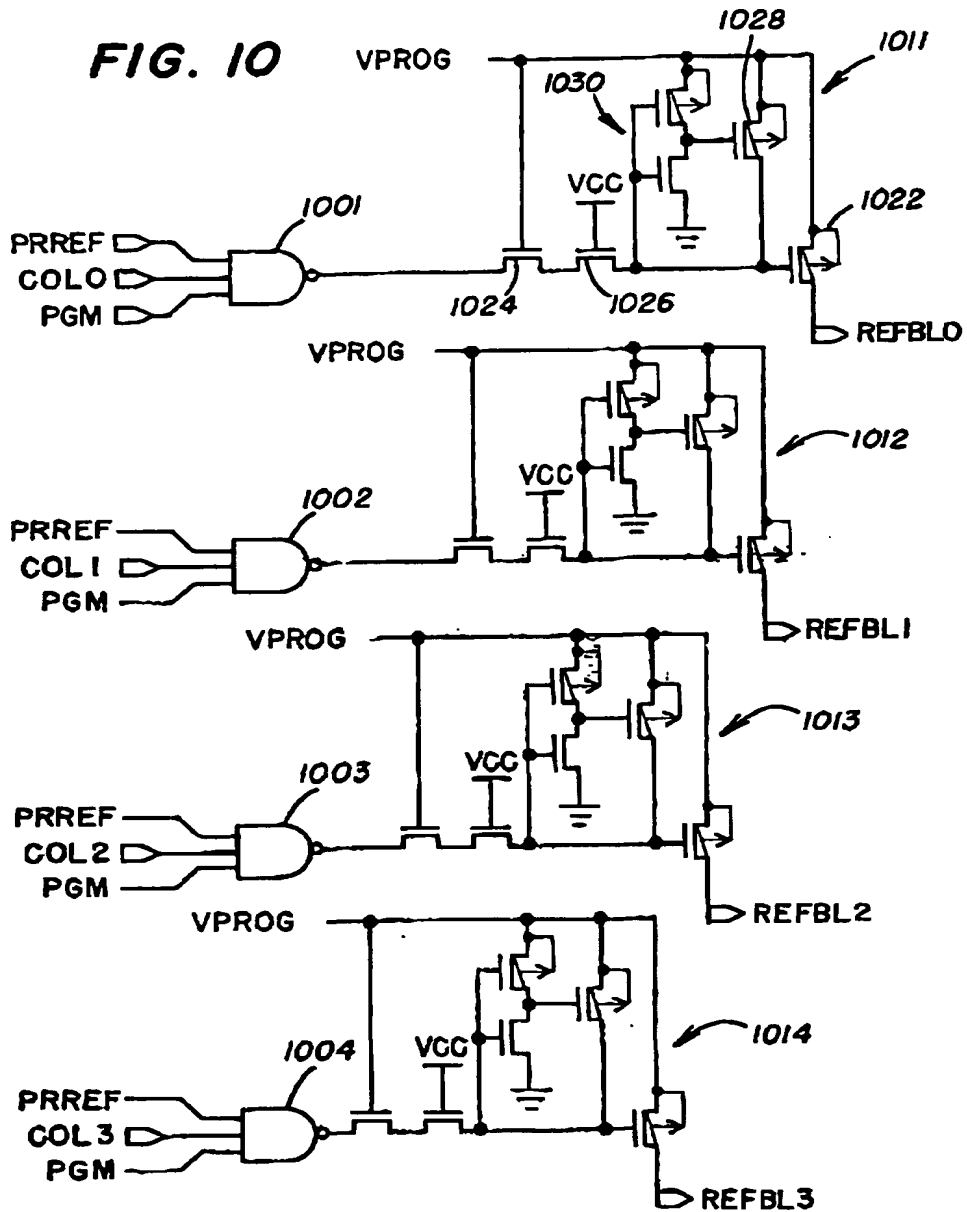 FIG. 10
VPROG
1028
1011
1030
VCC
1022
1001
PRREF
COL0
PGM
1024
1026
REFBL0
VPROG
1012
VCC
1002
PRREF
COL1
PGM
REFBL1
VPROG
1013
VCC
1003
PRREF
COL2
PGM
REFBL2
VPROG
1014
VCC
1004
PRREF
COL3
PGM
REFBL3